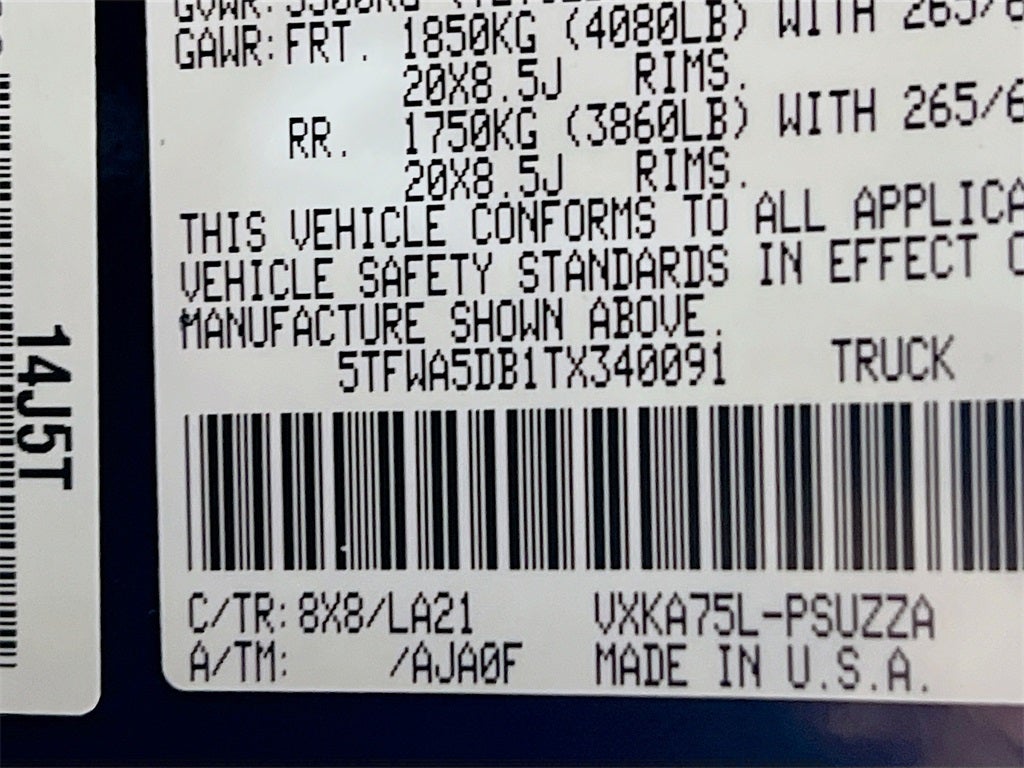 GAWR: FRT. 1850KG (4080LB) WITH 265/6
20X8.5J RIMS.
RR. 1750KG (3860LB) WITH 265/6
20X8.5J RIMS.
THIS VEHICLE CONFORMS TO ALL APPLICA
VEHICLE SAFETY STANDARDS IN EFFECT O
MANUFACTURE SHOWN ABOVE.
5TFWA5DB1TX340091 TRUCK
C/TR: 8X8/LA21 VXKA75L-PSUZZA
A/TM: /AJA0F MADE IN U.S.A.
14J5T